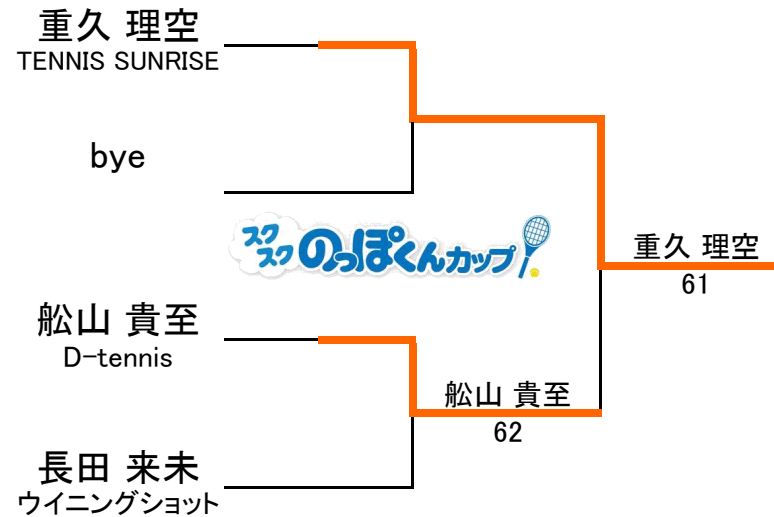 重久 理空
TENNIS SUNRISE
bye
スク
スク のっぽくんカップ
重久 理空
61
舩山 貴至
D-tennis
舩山 貴至
62
長田 来未
ウイニングショット